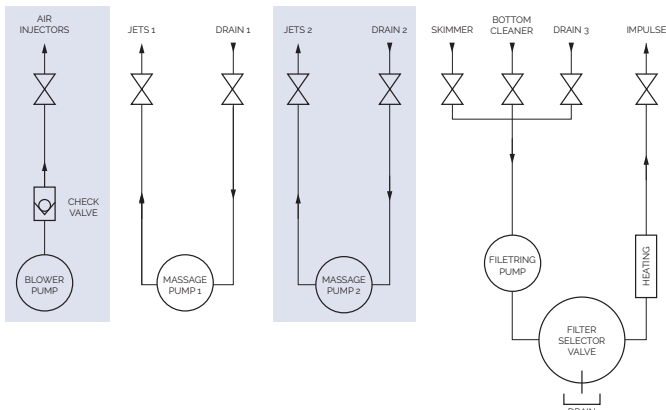 AIR
INJECTORS
JETS 1
DRAIN 1
JETS 2
DRAIN 2
SKIMMER
BOTTOM
CLEANER
DRAIN 3
IMPULSE
CHECK
VALVE
BLOWER
PUMP
MASSAGE
PUMP 1
MASSAGE
PUMP 2
FILETRING
PUMP
HEATING
FILTER
SELECTOR
VALVE
DRAIN